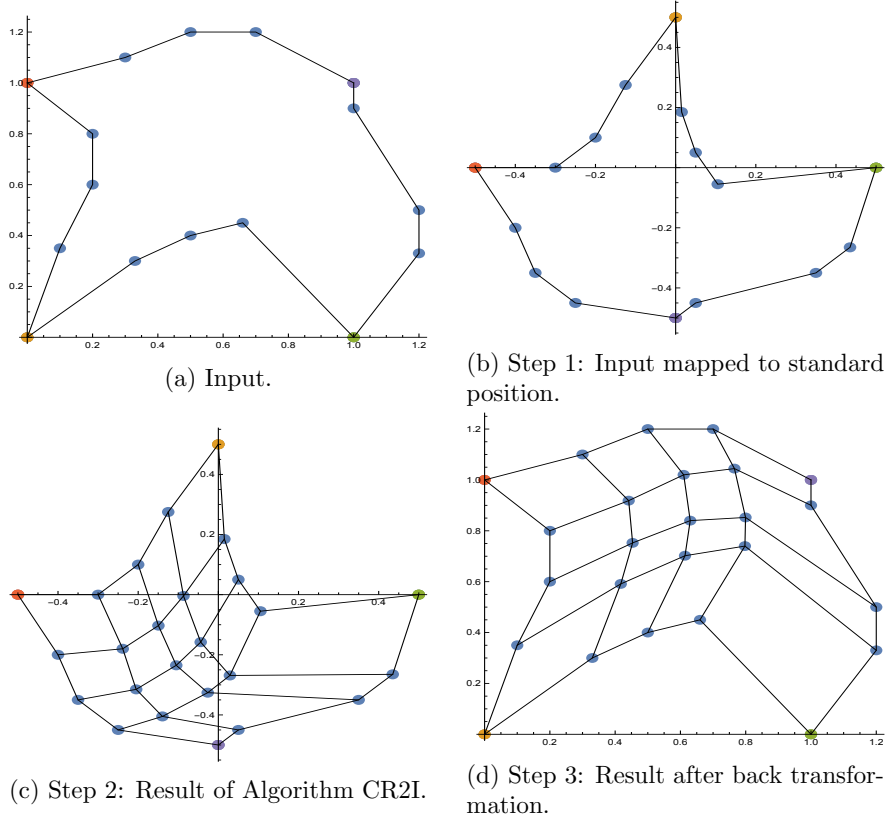 1.2
1.0
0.8
0.6
0.4
0.2
0.2 0.4 0.6 0.8 1.0 1.2
(a) Input.
0.4
0.2
−0.4 −0.2 0.2 0.4
−0.2
−0.4
(b) Step 1: Input mapped to standard
position.
0.4
0.2
−0.4 −0.2 0.2 0.4
−0.2
−0.4
(c) Step 2: Result of Algorithm CR2I.
1.2
1.0
0.8
0.6
0.4
0.2
0.2 0.4 0.6 0.8 1.0 1.2
(d) Step 3: Result after back transfor-
mation.